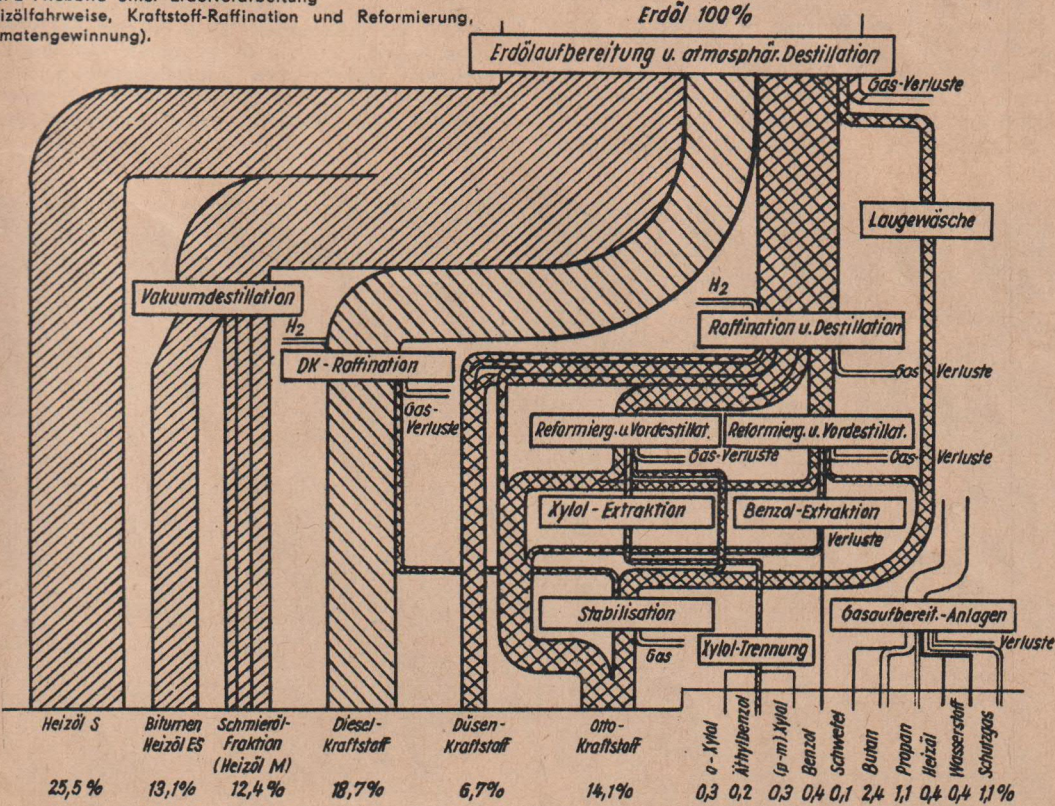 einer Erdölverarbeitung
izölfahrweise, Kraftstoff-Raffination und Reformierung,
matengewinnung).
Erdöl 100%
Erdölaufbereitung u. atmosphär. Destillation
Gas-Verluste
Laugewäsche
Vakuumdestillation
H2
Raffination u. Destillation
H2
DK-Raffination
Gas-Verluste
Gas-
Verluste
Reformierg. u. Vordestillat.
Reformierg. u. Vordestillat.
Gas-Verluste
Gas-Verluste
Xylol-Extraktion
Benzol-Extraktion
Verluste
Stabilisation
Gasaufbereit.-Anlagen
Gas
Xylol-Trennung
Verluste
Heizöl S
25,5 %
Bitumen
Heizöl ES
13,1%
Schmieröl-
Fraktion
(Heizöl M)
12,4%
Diesel-
Kraftstoff
18,7%
Düsen-
Kraftstoff
6,7%
Otto-
Kraftstoff
14,1%
o-Xylol
0,3
Äthylbenzol
0,2
(p-m) Xylol
0,3
Benzol
0,4
Schwefel
0,1
Butan
2,4
Propan
1,1
Heizöl
0,4
Wasserstoff
0,4
Schutzgas
1,1%